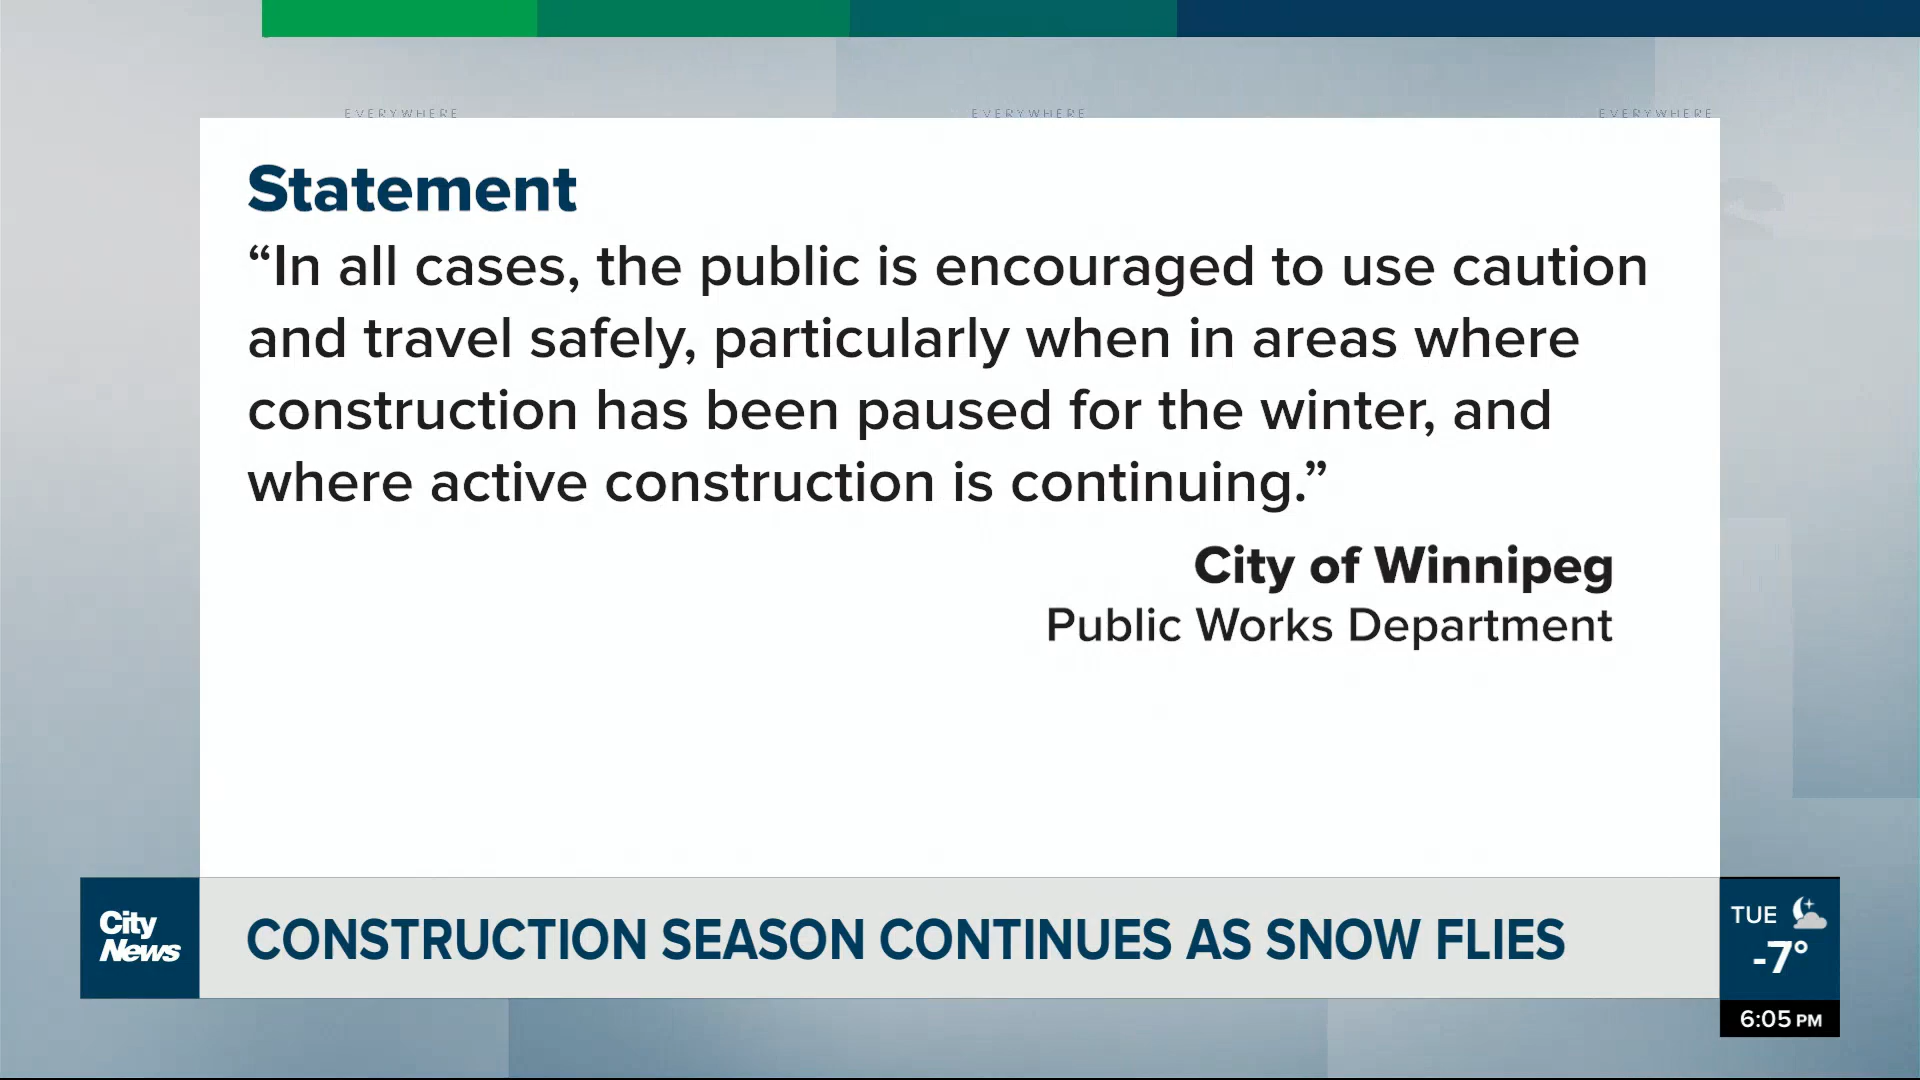 EVERYWHERE EVERYWHERE EVERYWHERE
Statement
“In all cases, the public is encouraged to use caution
and travel safely, particularly when in areas where
construction has been paused for the winter, and
where active construction is continuing.”
City of Winnipeg
Public Works Department
City
News
CONSTRUCTION SEASON CONTINUES AS SNOW FLIES
TUE
-7°
6:05 PM